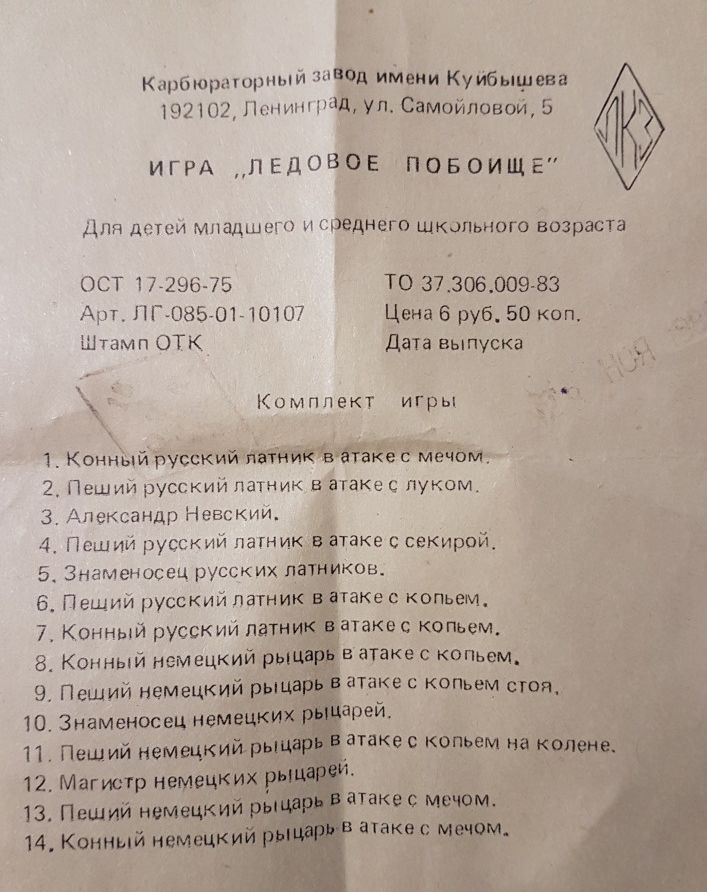 Карбюраторный завод имени Куйбышева
192102, Ленинград, ул. Самойловой, 5
ЛКЗ
ИГРА „ЛЕДОВОЕ ПОБОИЩЕ"
Для детей младшего и среднего школьного возраста
ОСТ 17-296-75
ТО 37.306.009-83
Арт. ЛГ-085-01-10107
Цена 6 руб. 50 коп.
Штамп ОТК
Дата выпуска
Комплект игры
1. Конный русский латник в атаке с мечом.
2. Пеший русский латник в атаке с луком.
3. Александр Невский.
4. Пеший русский латник в атаке с секирой.
5. Знаменосец русских латников.
6. Пеший русский латник в атаке с копьем.
7. Конный русский латник в атаке с копьем.
8. Конный немецкий рыцарь в атаке с копьем.
9. Пеший немецкий рыцарь в атаке с копьем стоя.
10. Знаменосец немецких рыцарей.
11. Пеший немецкий рыцарь в атаке с копьем на колене.
12. Магистр немецких рыцарей.
13. Пеший немецкий рыцарь в атаке с мечом.
14. Конный немецкий рыцарь в атаке с мечом.